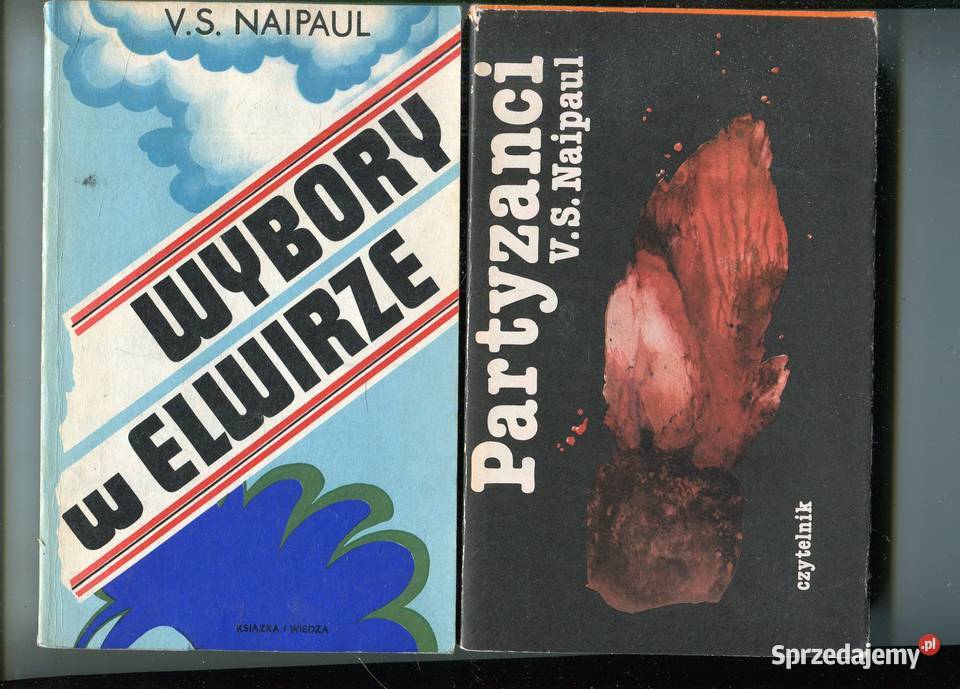 V.S. NAIPAUL
WYBORY
w ELWIRZE
KSIĄŻKA I WIEDZA
Partyzanci
V.S. Naipaul
czytelnik
Sprzedajemy.pl